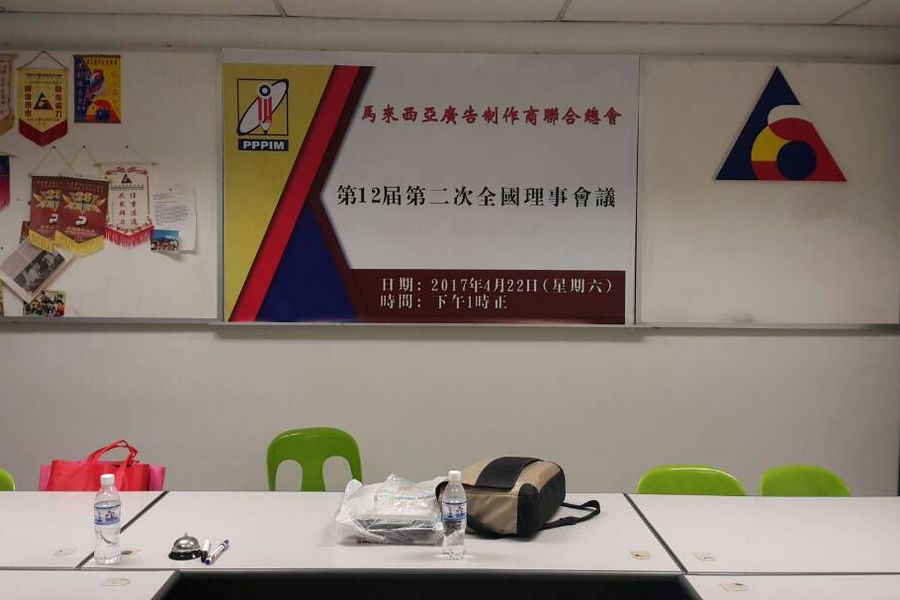 PPPIM
馬來西亞廣告制作商聯合總會
第12届第二次全國理事會議
日期：2017年4月22日(星期六)
時間：下午1時正